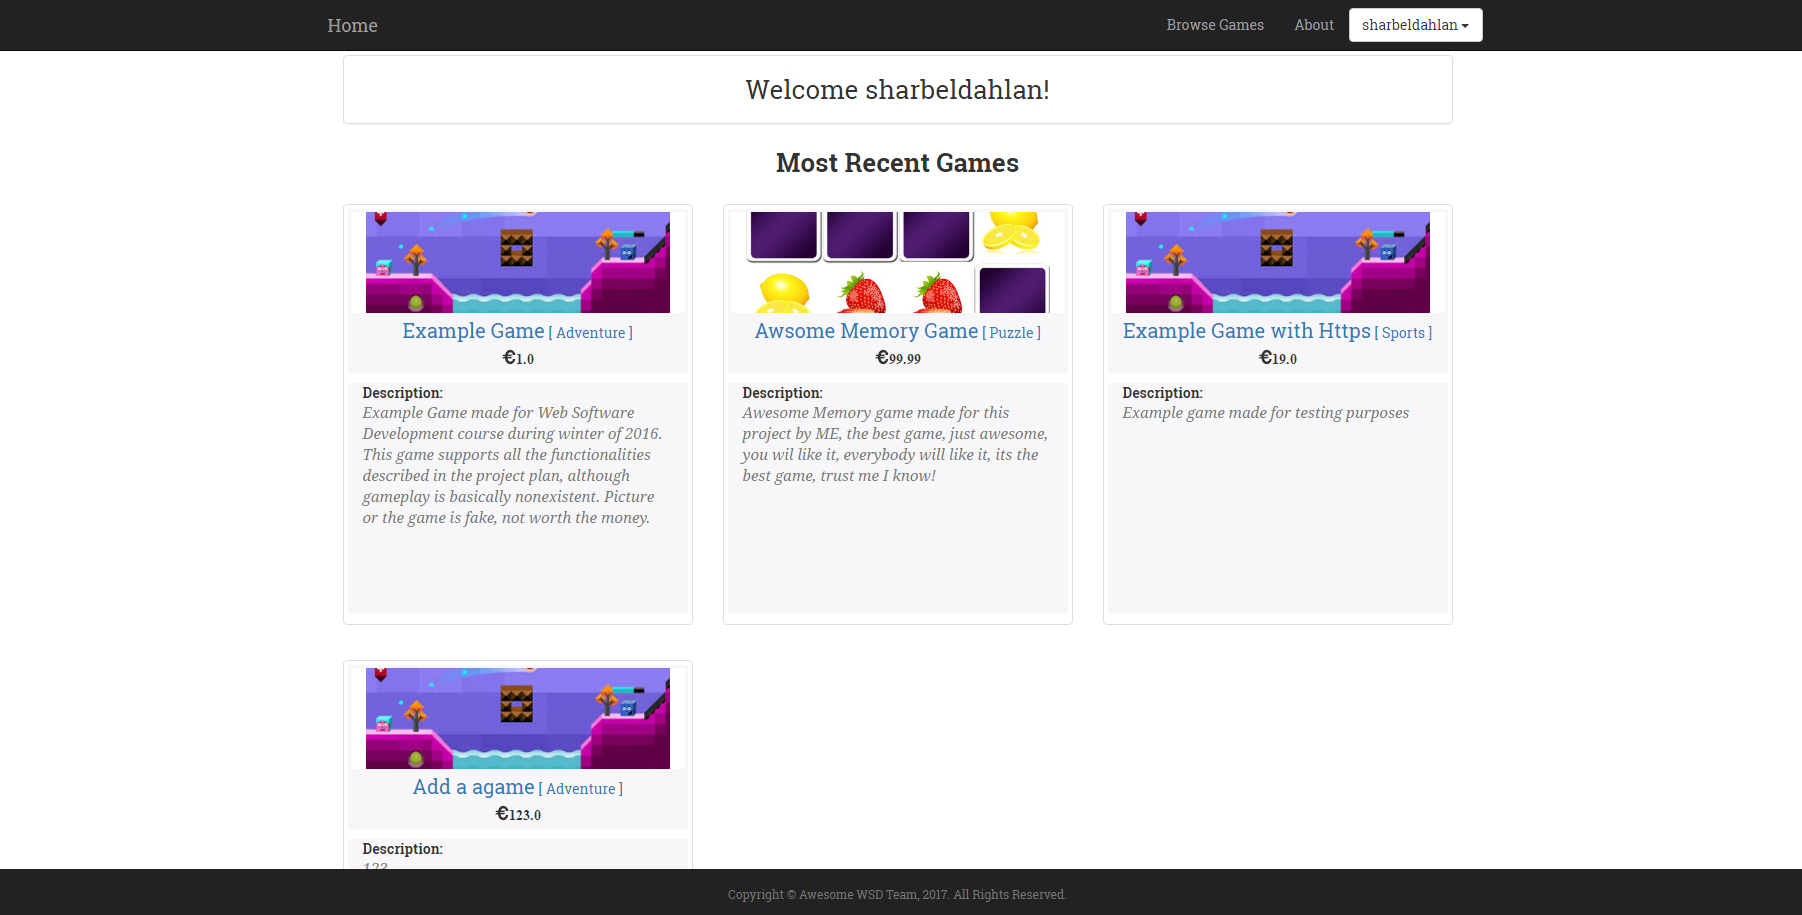 Home
Browse Games
About
sharbeldahlan
Welcome sharbeldahlan!
Most Recent Games
Example Game [ Adventure ]
€1.0
Description:
Example Game made for Web Software
Development course during winter of 2016.
This game supports all the functionalities
described in the project plan, although
gameplay is basically nonexistent. Picture
or the game is fake, not worth the money.
Awsome Memory Game [ Puzzle ]
€99.99
Description:
Awesome Memory game made for this
project by ME, the best game, just awesome,
you wil like it, everybody will like it, its the
best game, trust me I know!
Example Game with Https [ Sports ]
€19.0
Description:
Example game made for testing purposes
Add a agame [ Adventure ]
€123.0
Description:
123
Copyright © Awesome WSD Team, 2017. All Rights Reserved.